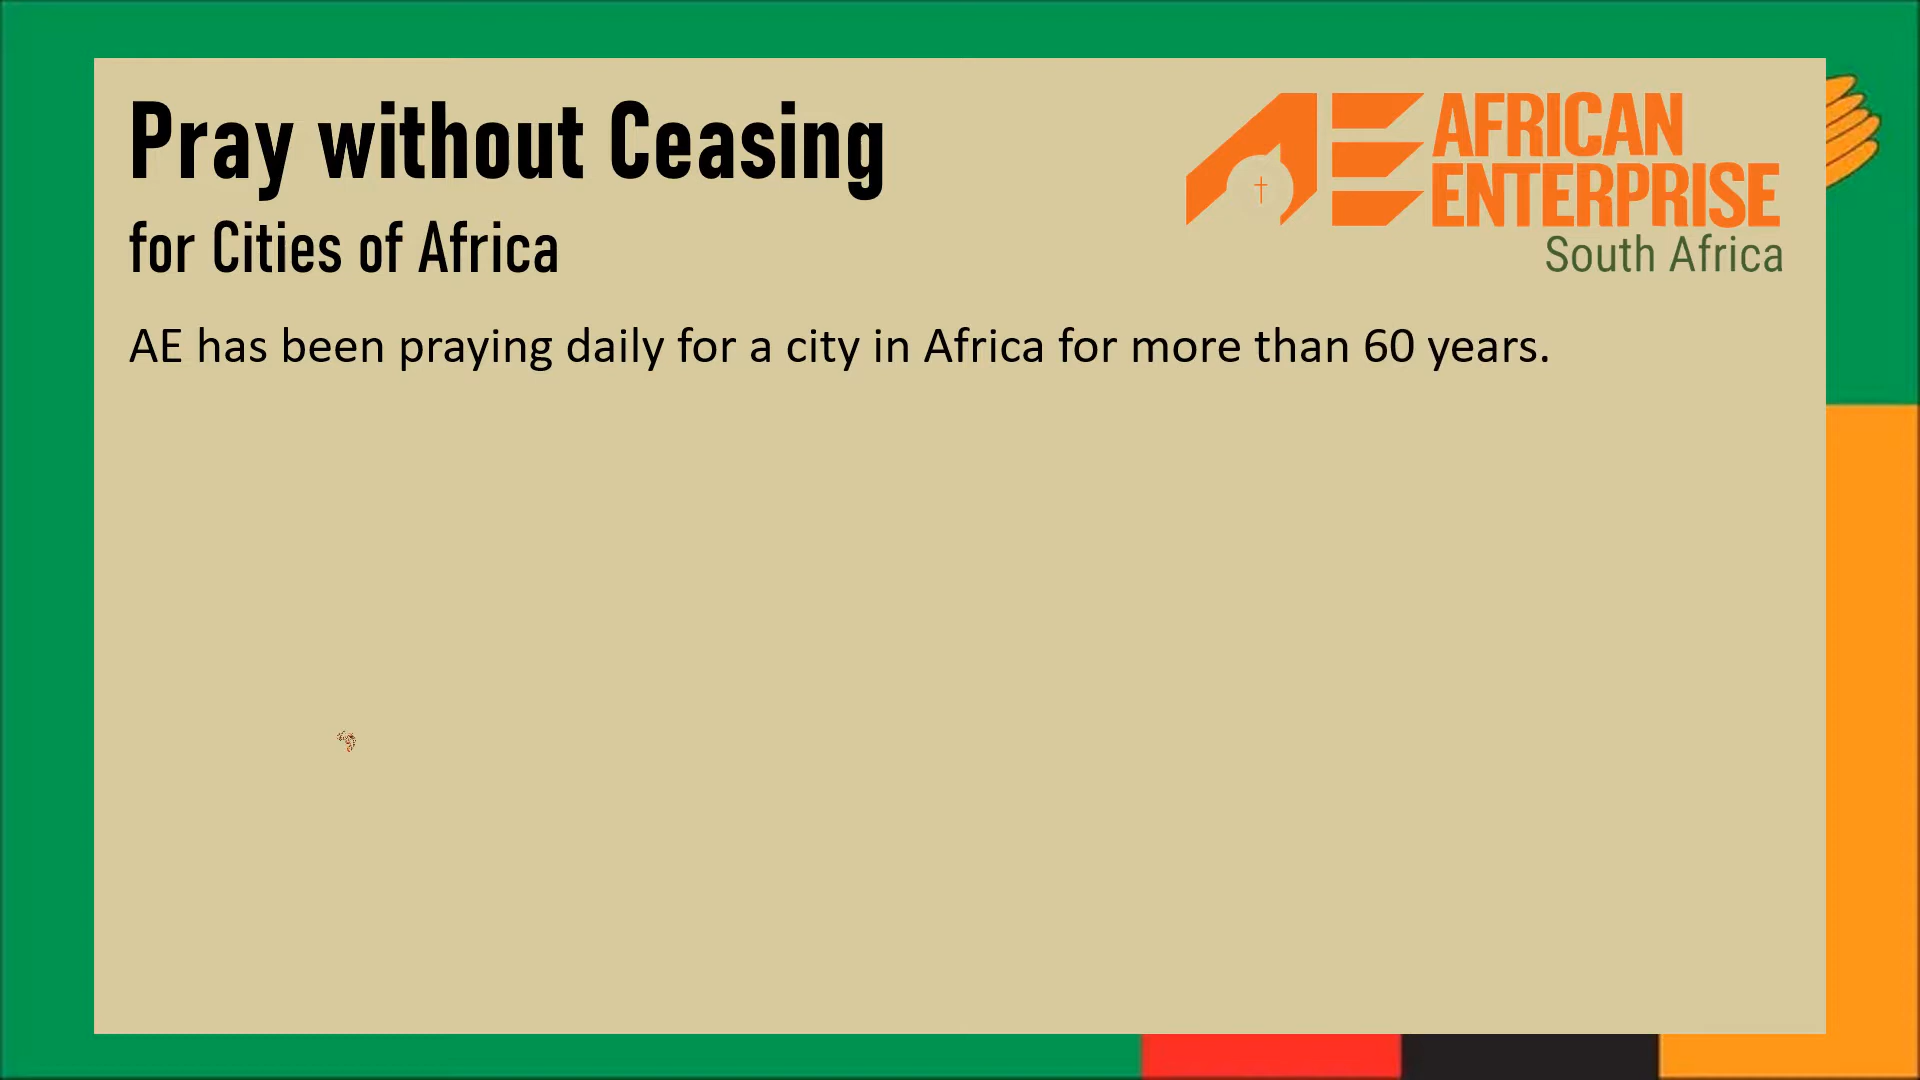 Pray without Ceasing
for Cities of Africa
AFRICAN
ENTERPRISE
South Africa
AE has been praying daily for a city in Africa for more than 60 years.